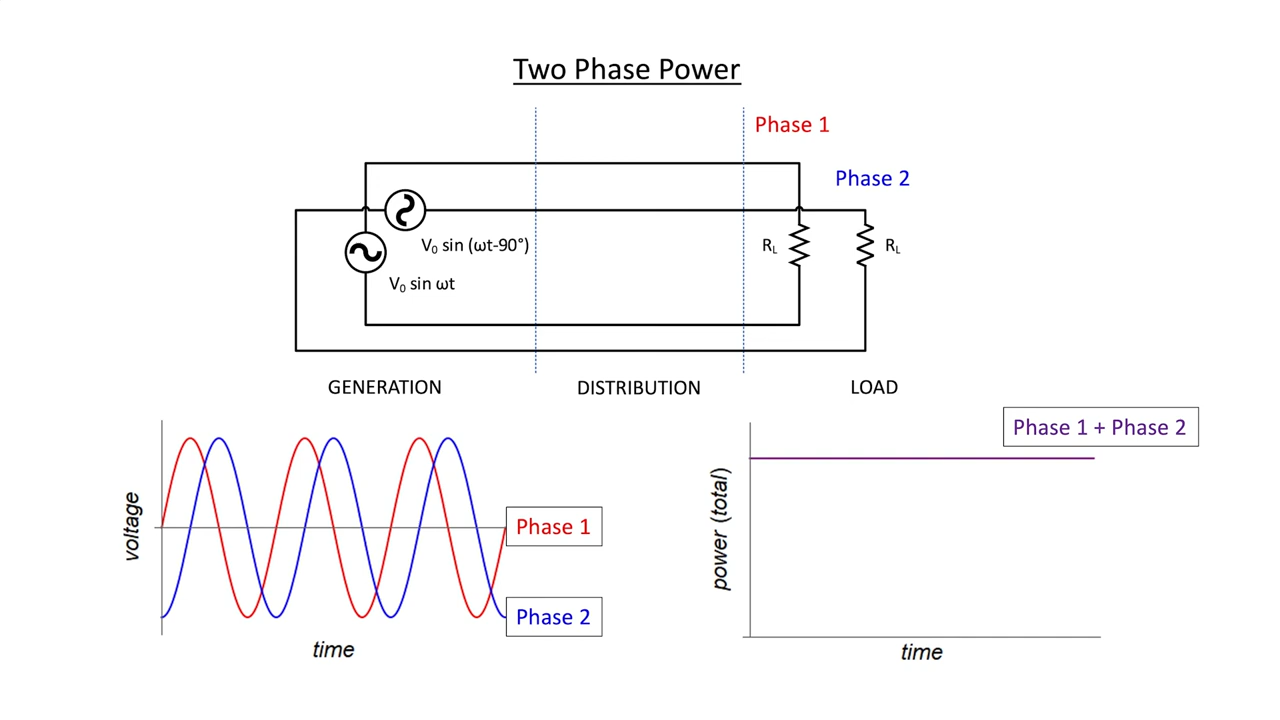 Two Phase Power
Phase 1
Phase 2
V₀ sin (ωt-90°)
R_L
R_L
V₀ sin ωt
GENERATION
DISTRIBUTION
LOAD
voltage
Phase 1
Phase 2
time
Phase 1 + Phase 2
power (total)
time